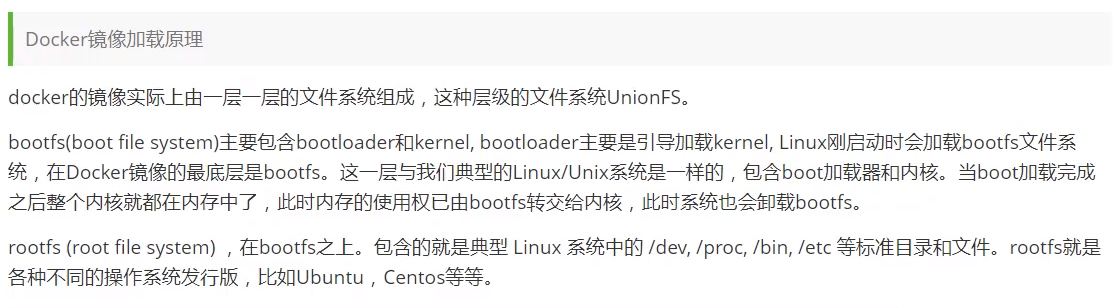 Docker镜像加载原理
docker的镜像实际上由一层一层的文件系统组成，这种层级的文件系统UnionFS。
bootfs(boot file system)主要包含bootloader和kernel, bootloader主要是引导加载kernel, Linux刚启动时会加载bootfs文件系
统，在Docker镜像的最底层是bootfs。这一层与我们典型的Linux/Unix系统是一样的，包含boot加载器和内核。当boot加载完成
之后整个内核就都在内存中了，此时内存的使用权已由bootfs转交给内核，此时系统也会卸载bootfs。
rootfs (root file system) ，在bootfs之上。包含的就是典型 Linux 系统中的 /dev, /proc, /bin, /etc 等标准目录和文件。rootfs就是
各种不同的操作系统发行版，比如Ubuntu，Centos等等。